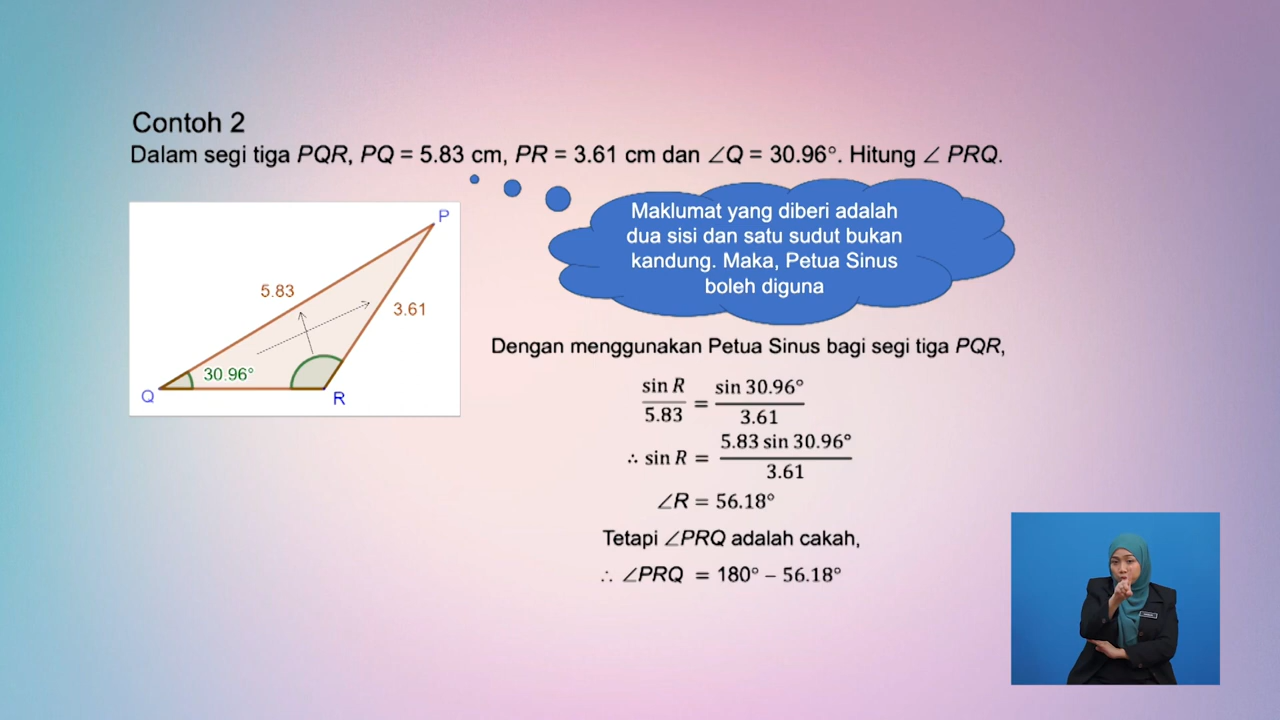 Contoh 2
Dalam segi tiga PQR, PQ = 5.83 cm, PR = 3.61 cm dan ∠Q = 30.96°. Hitung ∠ PRQ.
Maklumat yang diberi adalah
dua sisi dan satu sudut bukan
kandung. Maka, Petua Sinus
boleh diguna
P
5.83
3.61
30.96°
Q
R
Dengan menggunakan Petua Sinus bagi segi tiga PQR,
sin R / 5.83 = sin 30.96° / 3.61
∴ sin R = 5.83 sin 30.96° / 3.61
∠R = 56.18°
Tetapi ∠PRQ adalah cakah,
∴ ∠PRQ = 180° – 56.18°